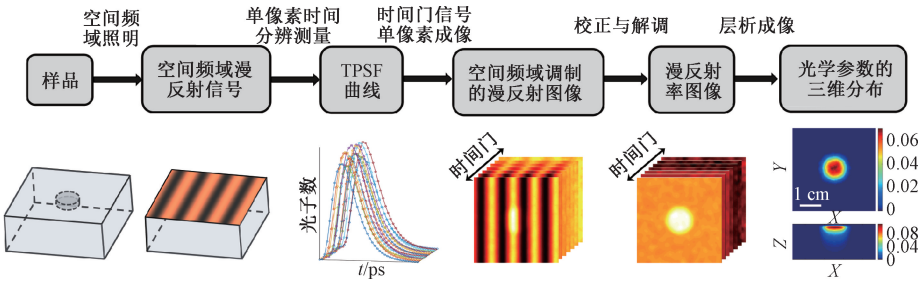 空间频
域照明
单像素时间
分辨测量
时间门信号
单像素成像
校正与解调
层析成像
样品
空间频域漫
反射信号
TPSF
曲线
空间频域调制
的漫反射图像
漫反射
率图像
光学参数的
三维分布
光子数
t/ps
时间门
时间门
Y
1 cm
X
0.06
0.04
0.02
0
Z
X
0.08
0.04
0